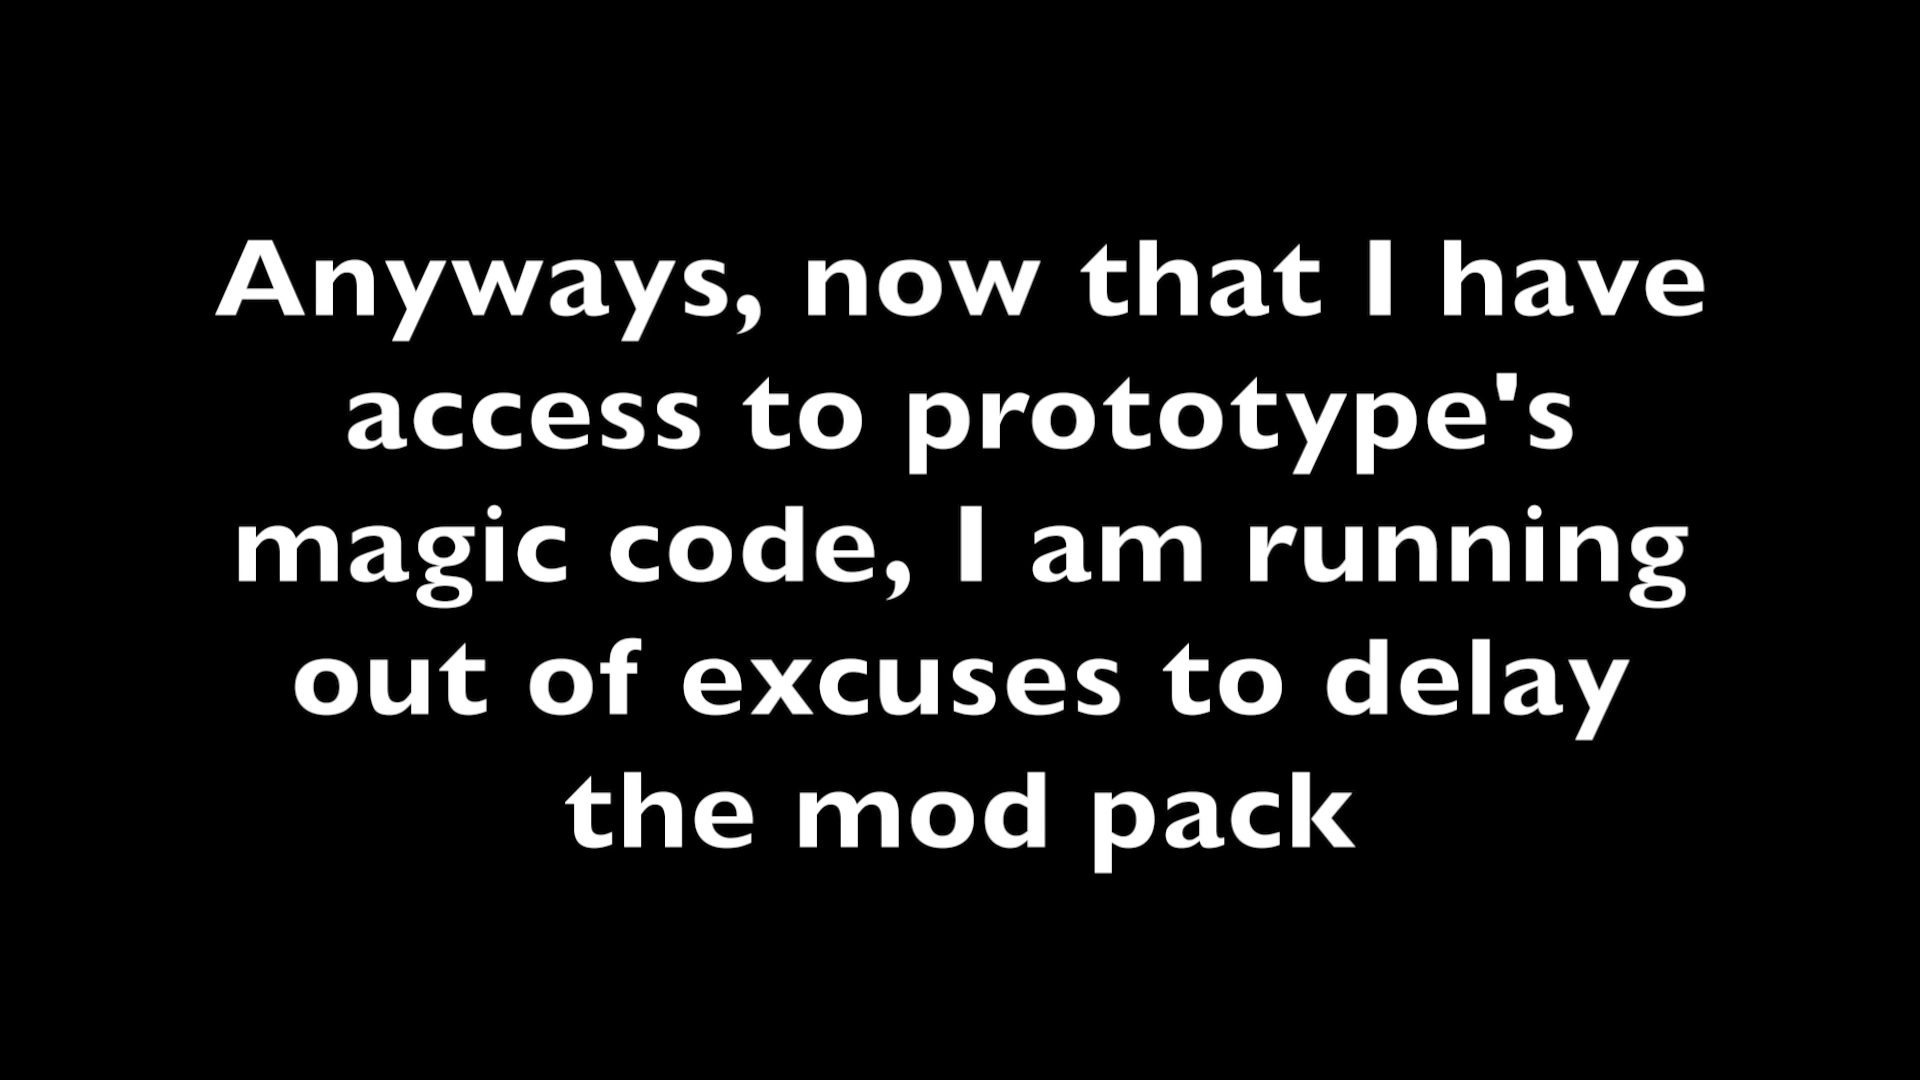 Anyways, now that I have
access to prototype's
magic code, I am running
out of excuses to delay
the mod pack